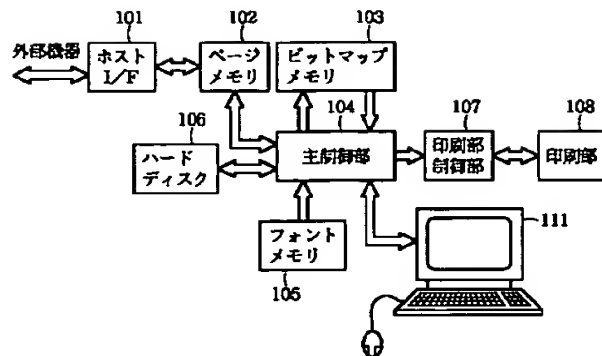 101
102
103
外部機器
ホスト
I/F
ページ
メモリ
ビットマップ
メモリ
106
104
107
108
ハード
ディスク
主制御部
印刷部
制御部
印刷部
フォント
メモリ
105
111